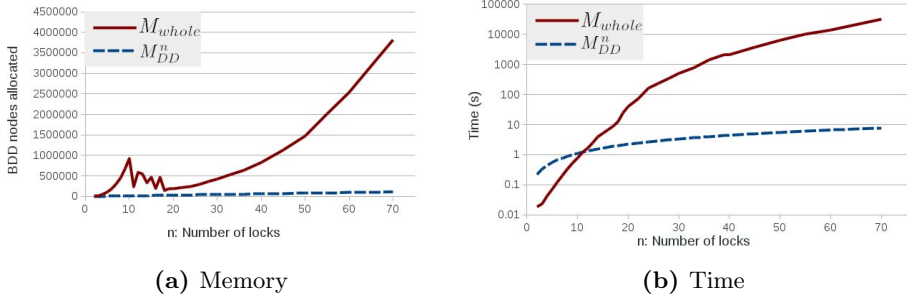 4500000
4000000
3500000
3000000
2500000
2000000
1500000
1000000
500000
0
BDD nodes allocated
M_whole
M^n_DD
0 10 20 30 40 50 60 70
n: Number of locks
(a) Memory
100000
10000
1000
100
10
1
0.1
0.01
Time (s)
M_whole
M^n_DD
0 10 20 30 40 50 60 70
n: Number of locks
(b) Time